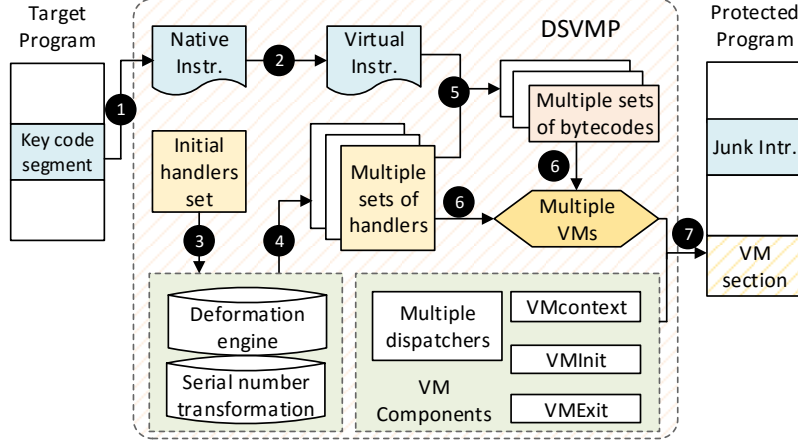 Target
Program
Key code
segment
1
Native
Instr.
2
Virtual
Instr.
DSVMP
5
Multiple sets
of bytecodes
Initial
handlers
set
Multiple
sets of
handlers
6
6
Multiple
VMs
3
4
Deformation
engine
Serial number
transformation
Multiple
dispatchers
VM
Components
VMcontext
VMInit
VMExit
7
Protected
Program
Junk Intr.
VM
section